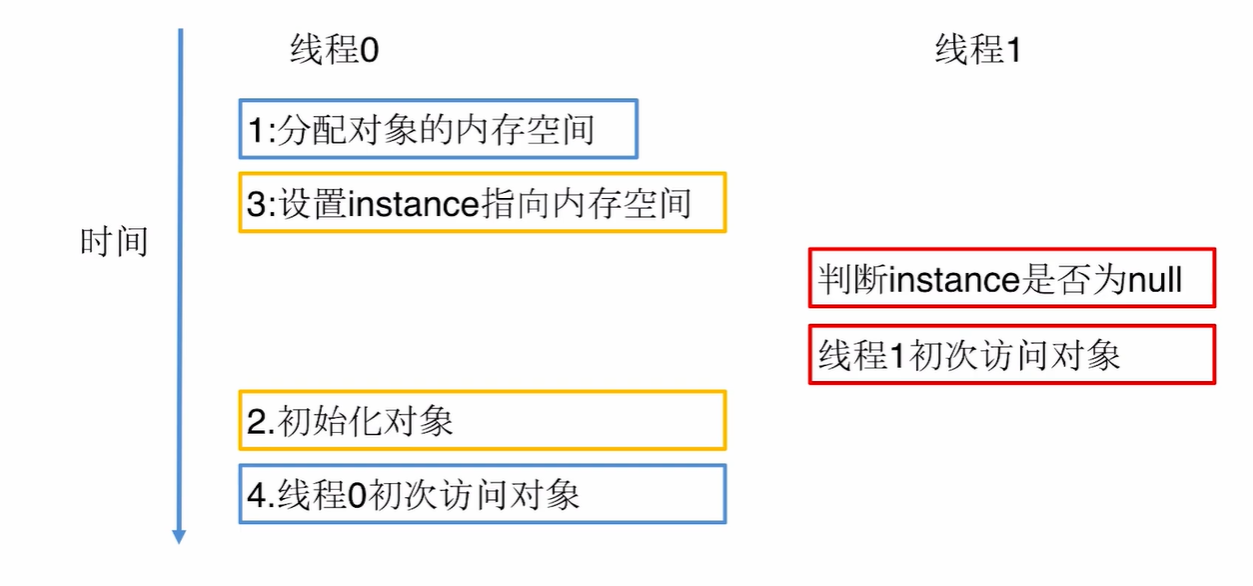 线程0
线程1
1:分配对象的内存空间
3:设置instance指向内存空间
时间
判断instance是否为null
线程1初次访问对象
2.初始化对象
4.线程0初次访问对象